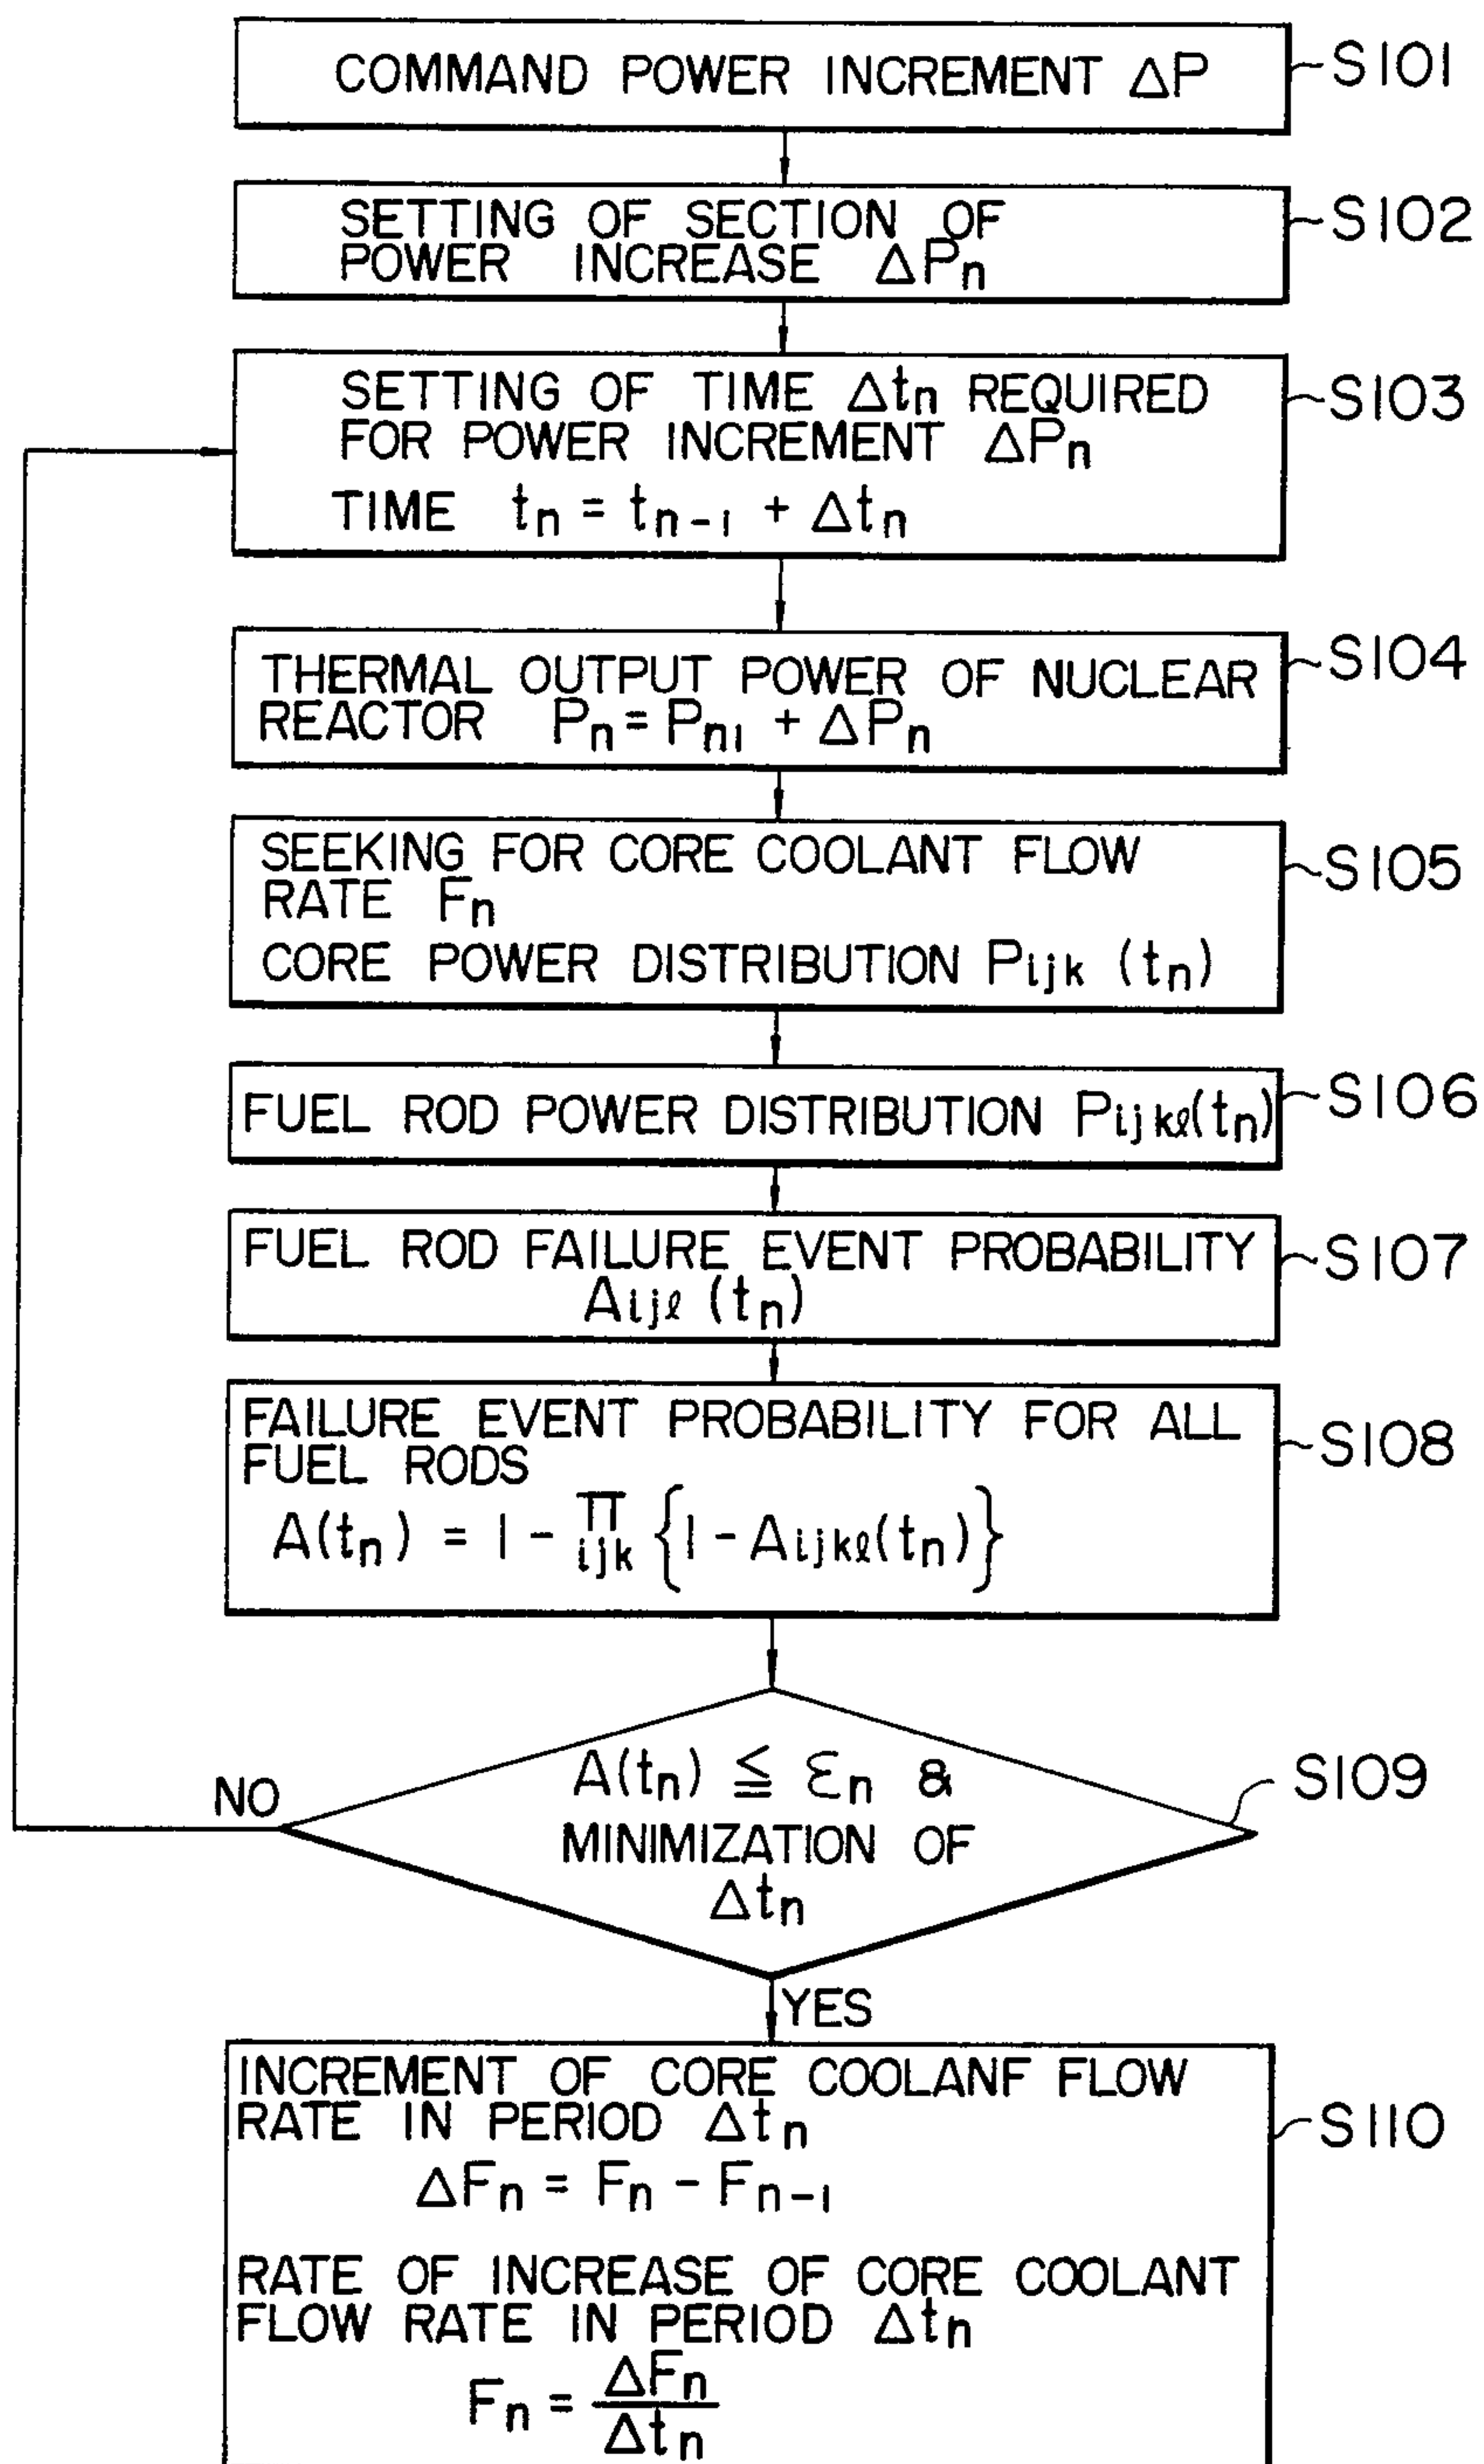 COMMAND POWER INCREMENT ΔP
S101
SETTING OF SECTION OF
POWER INCREASE ΔPn
S102
SETTING OF TIME Δtn REQUIRED
FOR POWER INCREMENT ΔPn
TIME tn = tn-1 + Δtn
S103
THERMAL OUTPUT POWER OF NUCLEAR
REACTOR Pn = Pn1 + ΔPn
S104
SEEKING FOR CORE COOLANT FLOW
RATE Fn
CORE POWER DISTRIBUTION Pijk (tn)
S105
FUEL ROD POWER DISTRIBUTION Pijkℓ(tn)
S106
FUEL ROD FAILURE EVENT PROBABILITY
Aijℓ (tn)
S107
FAILURE EVENT PROBABILITY FOR ALL
FUEL RODS
A(tn) = 1 - Π ijk {1 - Aijkℓ(tn)}
S108
A(tn) ≦ εn &
MINIMIZATION OF
Δtn
S109
NO
YES
INCREMENT OF CORE COOLANF FLOW
RATE IN PERIOD Δtn
ΔFn = Fn - Fn-1
RATE OF INCREASE OF CORE COOLANT
FLOW RATE IN PERIOD Δtn
Fn = ΔFn / Δtn
S110